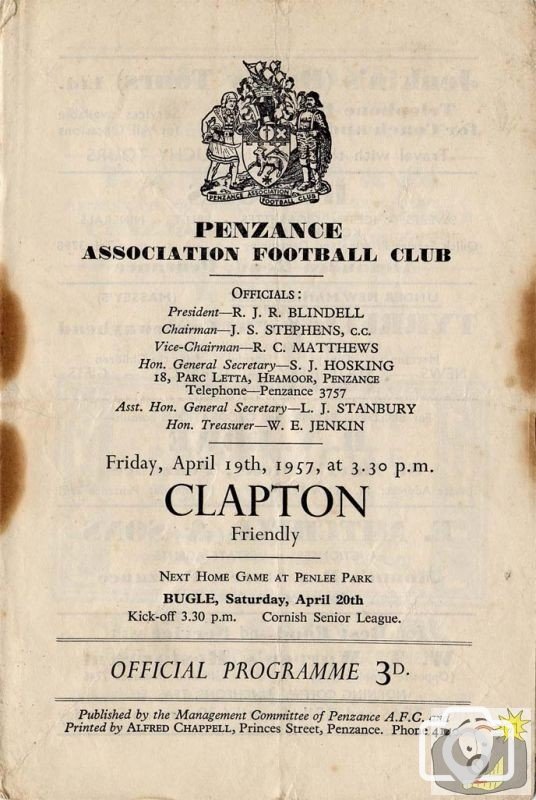 PENZANCE ASSOCIATION FOOTBALL CLUB
PENZANCE
ASSOCIATION FOOTBALL CLUB
OFFICIALS:
President—R. J. R. BLINDELL
Chairman—J. S. STEPHENS, C.C.
Vice-Chairman—R. C. MATTHEWS
Hon. General Secretary—S. J. HOSKING
18, PARC LETTA, HEAMOOR, PENZANCE
Telephone—Penzance 3757
Asst. Hon. General Secretary—L. J. STANBURY
Hon. Treasurer—W. E. JENKIN
Friday, April 19th, 1957, at 3.30 p.m.
CLAPTON
Friendly
NEXT HOME GAME AT PENLEE PARK
BUGLE, Saturday, April 20th
Kick-off 3.30 p.m. Cornish Senior League.
OFFICIAL PROGRAMME 3D.
Published by the Management Committee of Penzance A.F.C. and
Printed by ALFRED CHAPPELL, Princes Street, Penzance. Phone